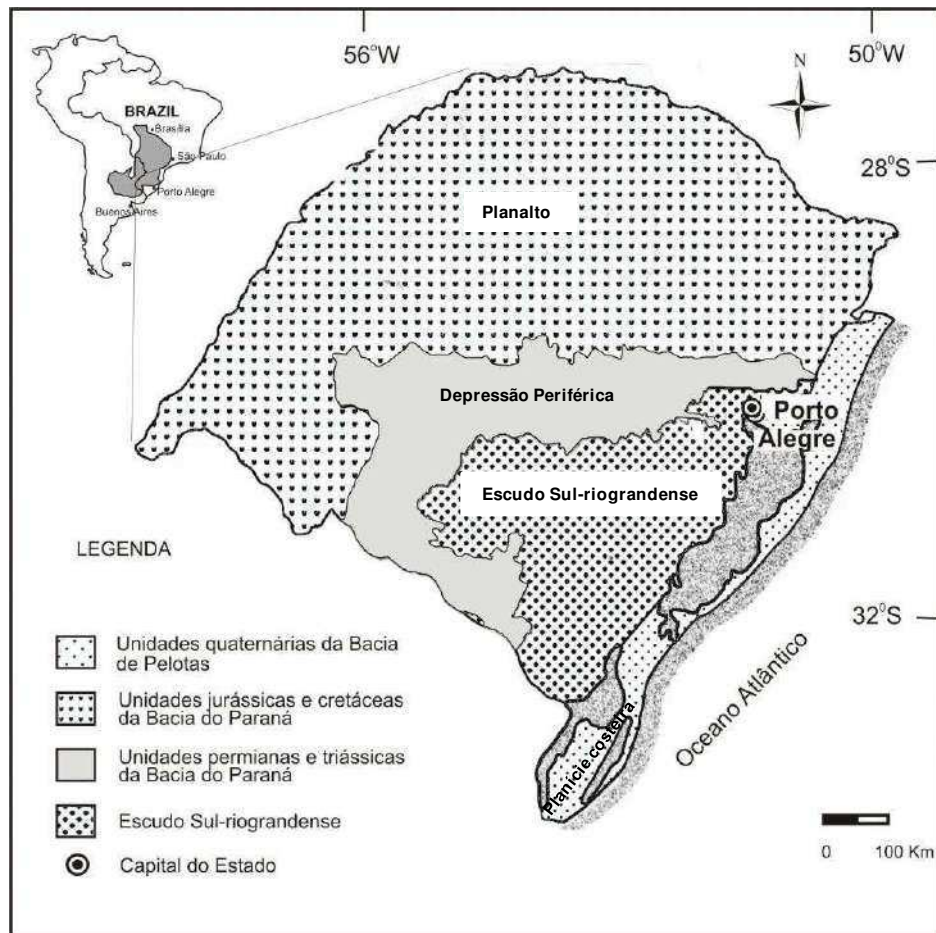 56°W
50°W
N
BRAZIL
Brasília
São Paulo
Porto Alegre
Buenos Aires
28°S
Planalto
Depressão Periférica
Porto
Alegre
Escudo Sul-riograndense
LEGENDA
32°S
Unidades quaternárias da Bacia
de Pelotas
Unidades jurássicas e cretáceas
da Bacia do Paraná
Unidades permianas e triássicas
da Bacia do Paraná
Escudo Sul-riograndense
Capital do Estado
Planície costeira
Oceano Atlântico
0 100 Km